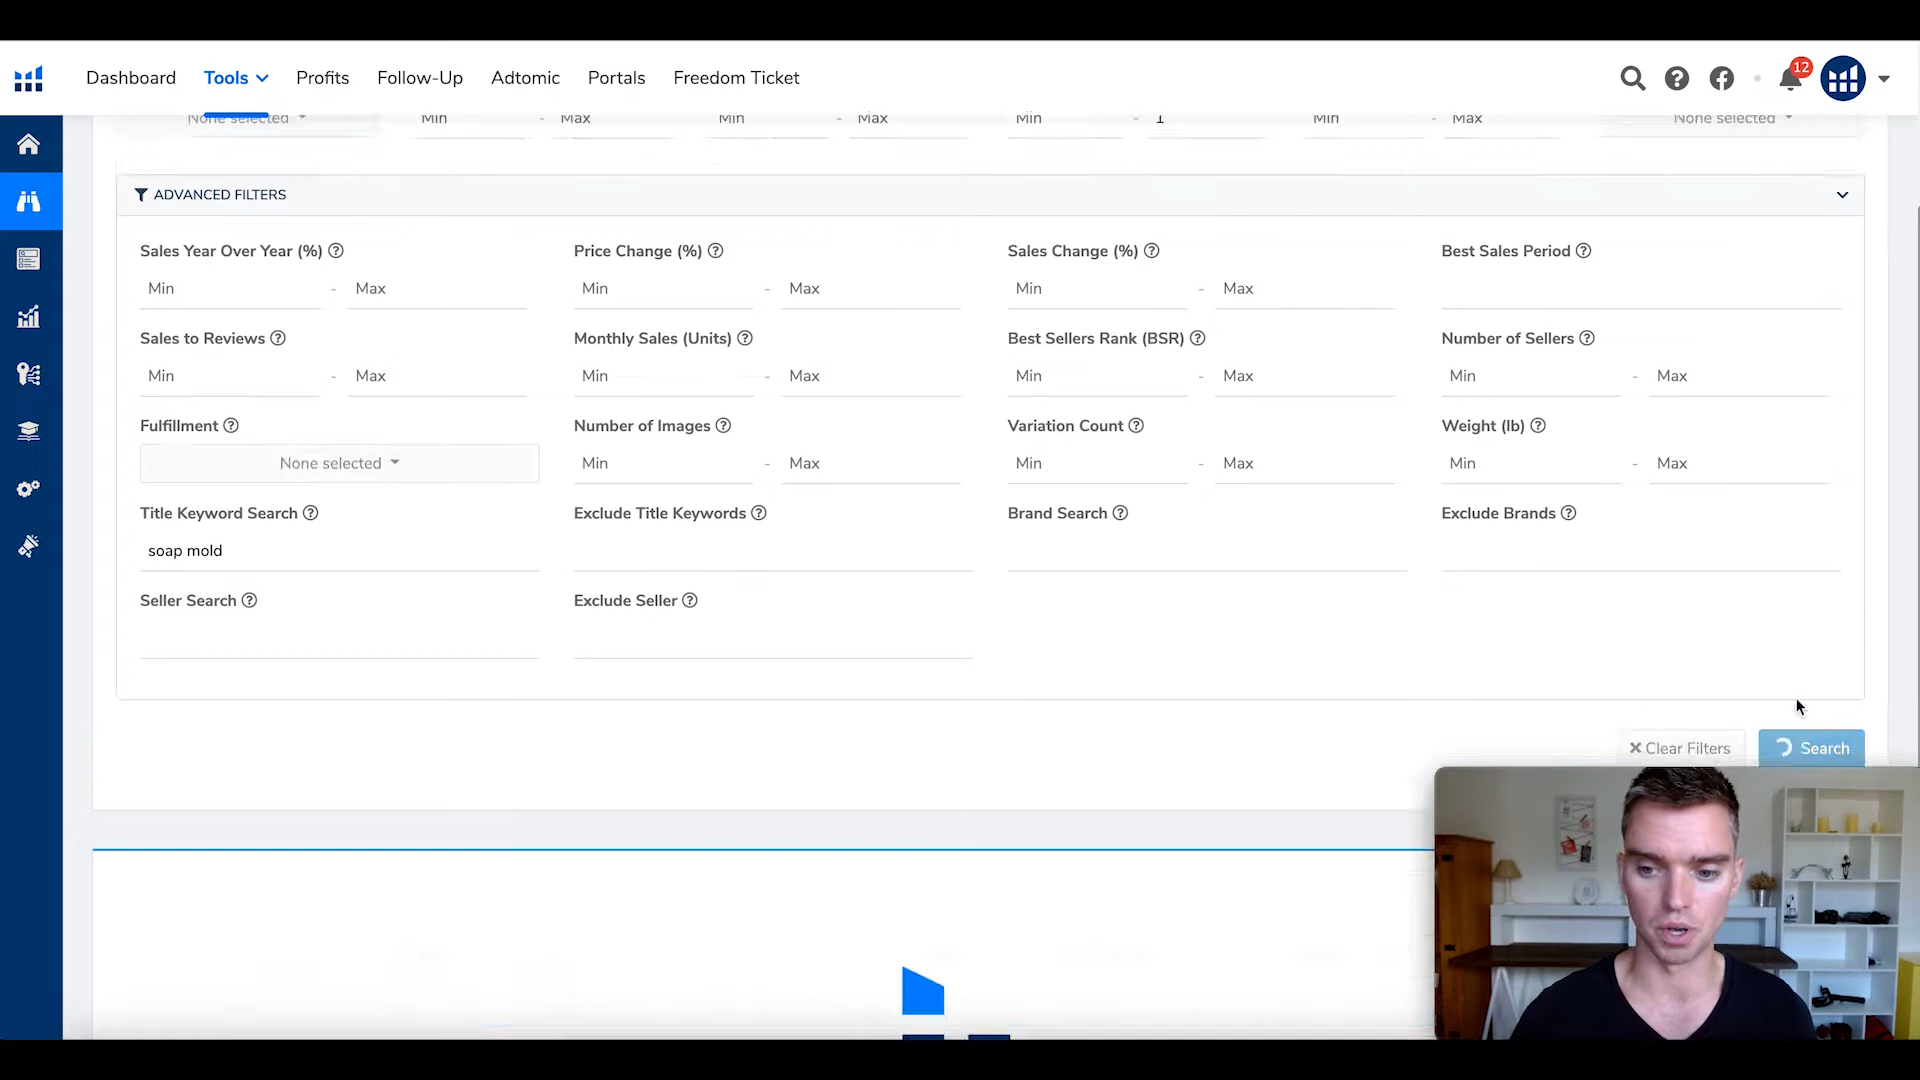 Dashboard Tools Profits Follow-Up Adtomic Portals Freedom Ticket 12
None selected Min - Max Min - Max Min - 1 Min - Max None selected
ADVANCED FILTERS
Sales Year Over Year (%) Price Change (%) Sales Change (%) Best Sales Period
Min - Max Min - Max Min - Max
Sales to Reviews Monthly Sales (Units) Best Sellers Rank (BSR) Number of Sellers
Min - Max Min - Max Min - Max Min - Max
Fulfillment Number of Images Variation Count Weight (lb)
None selected Min - Max Min - Max Min - Max
Title Keyword Search Exclude Title Keywords Brand Search Exclude Brands
soap mold
Seller Search Exclude Seller
Clear Filters Search